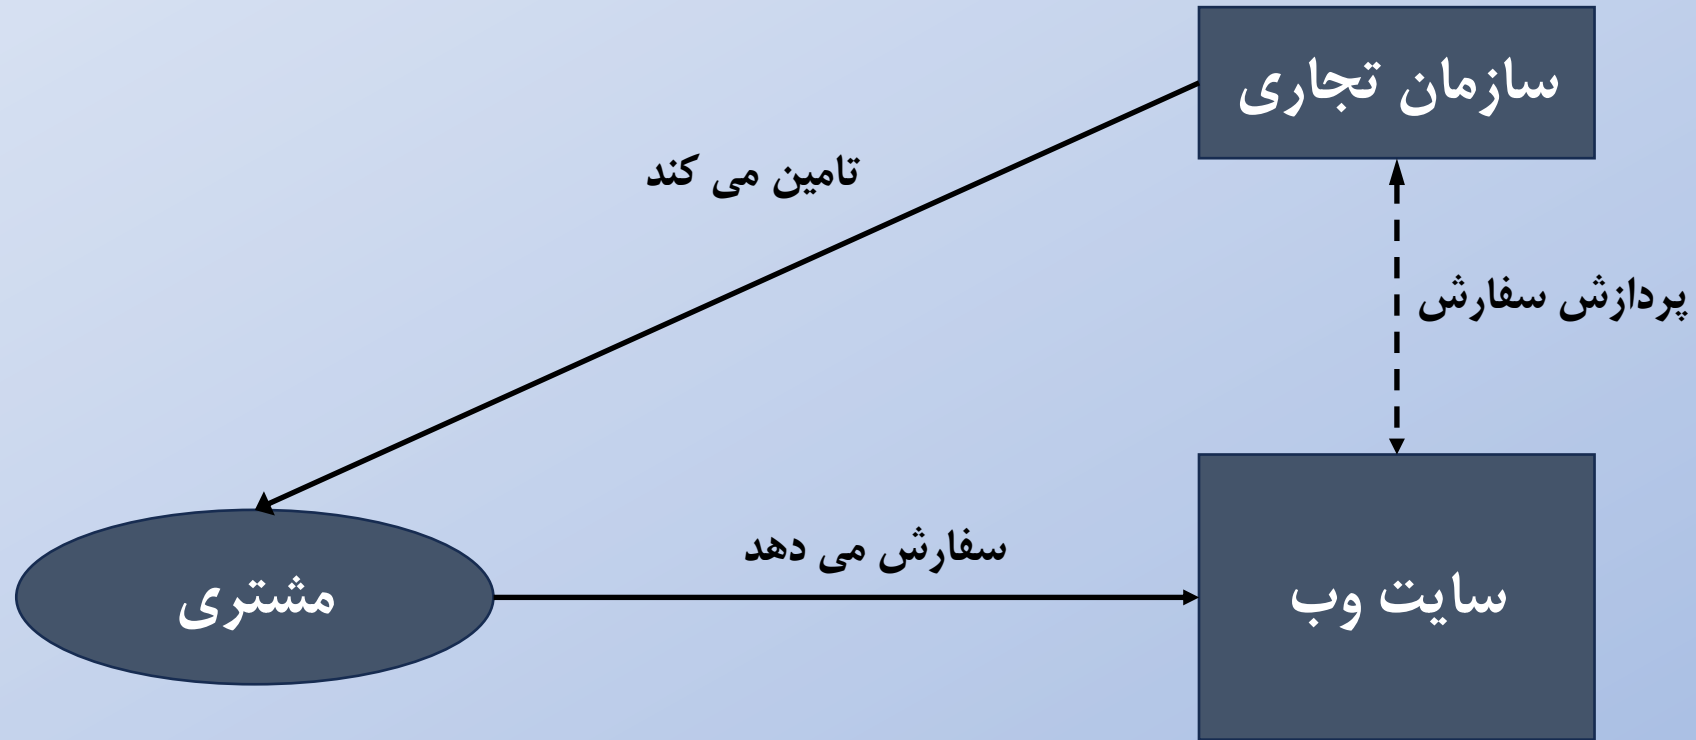 سازمان تجاری
تامین می کند
پردازش سفارش
سفارش می دهد
سایت وب
مشتری